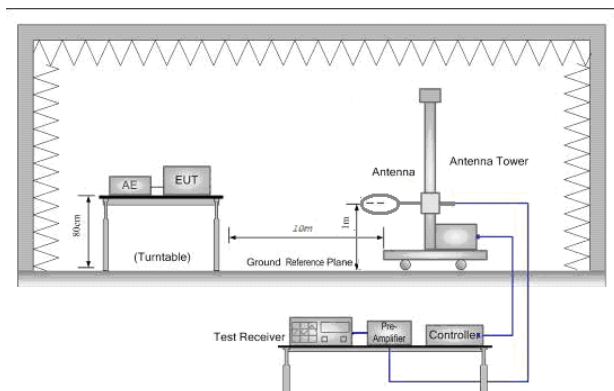 Antenna
Antenna Tower
AE
EUT
80cm
(Turntable)
10m
1m
Ground Reference Plane
Test Receiver
Pre-
Amplifier
Controller